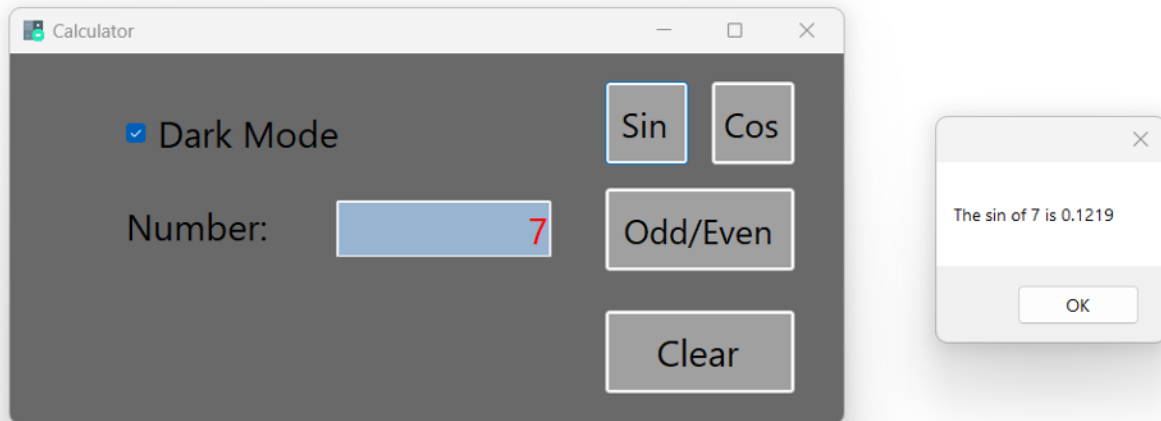 Calculator
Dark Mode
Sin
Cos
Number:
7
Odd/Even
Clear
The sin of 7 is 0.1219
OK